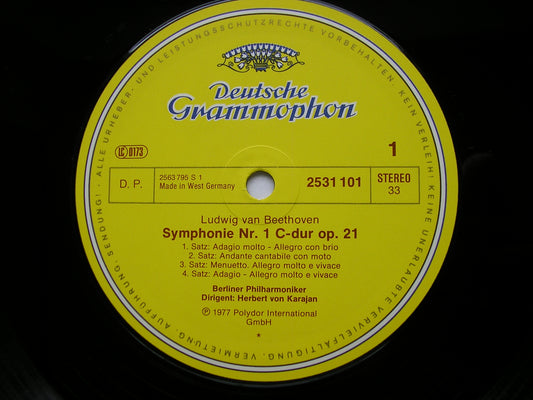 ALLE URHEBER- UND LEISTUNGSSCHUTZRECHTE VORBEHALTEN · KEIN VERLEIH! KEINE UNERLAUBTE VERVIELFÄLTIGUNG, VERMIETUNG, AUFFÜHRUNG, SENDUNG! ·
Deutsche
Grammophon
LC 0173
1
D. P.
2563 795 S 1
Made in West Germany
2531 101
STEREO
33
Ludwig van Beethoven
Symphonie Nr. 1 C-dur op. 21
1. Satz: Adagio molto - Allegro con brio
2. Satz: Andante cantabile con moto
3. Satz: Menuetto. Allegro molto e vivace
4. Satz: Adagio - Allegro molto e vivace
Berliner Philharmoniker
Dirigent: Herbert von Karajan
Ⓟ 1977 Polydor International
GmbH
*